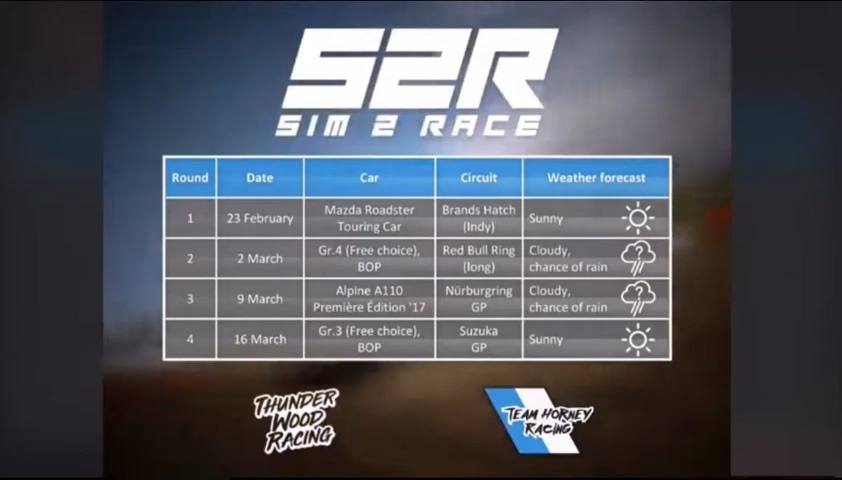 S2R
SIM 2 RACE
Round Date Car Circuit Weather forecast
1 23 February Mazda Roadster Touring Car Brands Hatch (Indy) Sunny
2 2 March Gr.4 (Free choice), BOP Red Bull Ring (long) Cloudy, chance of rain ?
3 9 March Alpine A110 Première Édition '17 Nürburgring GP Cloudy, chance of rain ?
4 16 March Gr.3 (Free choice), BOP Suzuka GP Sunny
THUNDER
WOOD
RACING
TEAM HORNEY
RACING